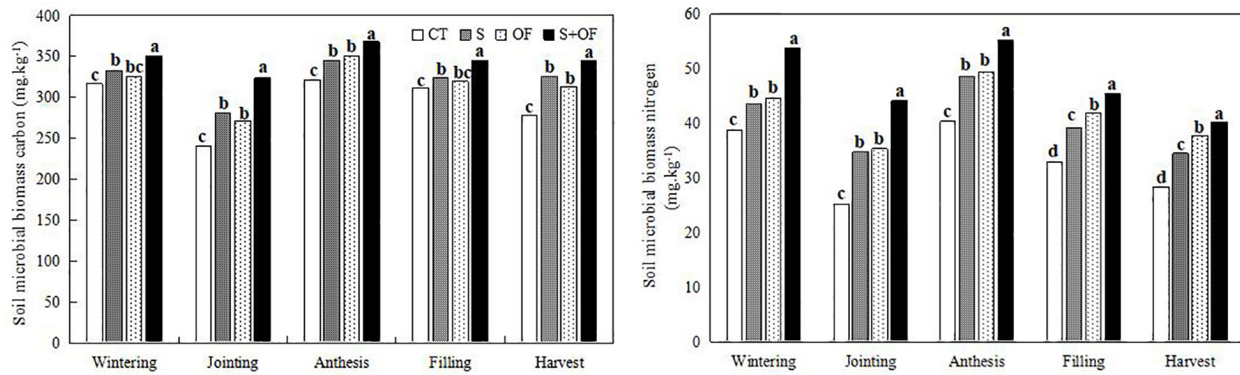 Soil microbial biomass carbon (mg.kg⁻¹)
400
350
300
250
200
150
100
50
0
CT S OF S+OF
c b bc a
c b b a
c b b a
c b bc a
c b b a
Wintering Jointing Anthesis Filling Harvest
Soil microbial biomass nitrogen
(mg.kg⁻¹)
60
50
40
30
20
10
0
c b b a
c b b a
c b b a
d c b a
d c b a
Wintering Jointing Anthesis Filling Harvest